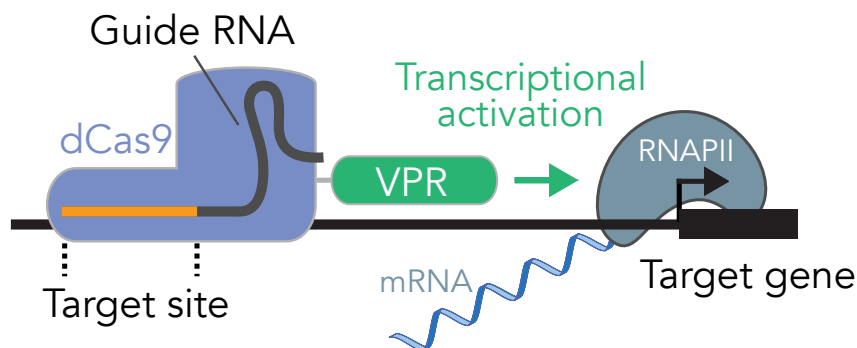 Guide RNA
Transcriptional
activation
dCas9
RNAPII
VPR
mRNA
Target gene
Target site